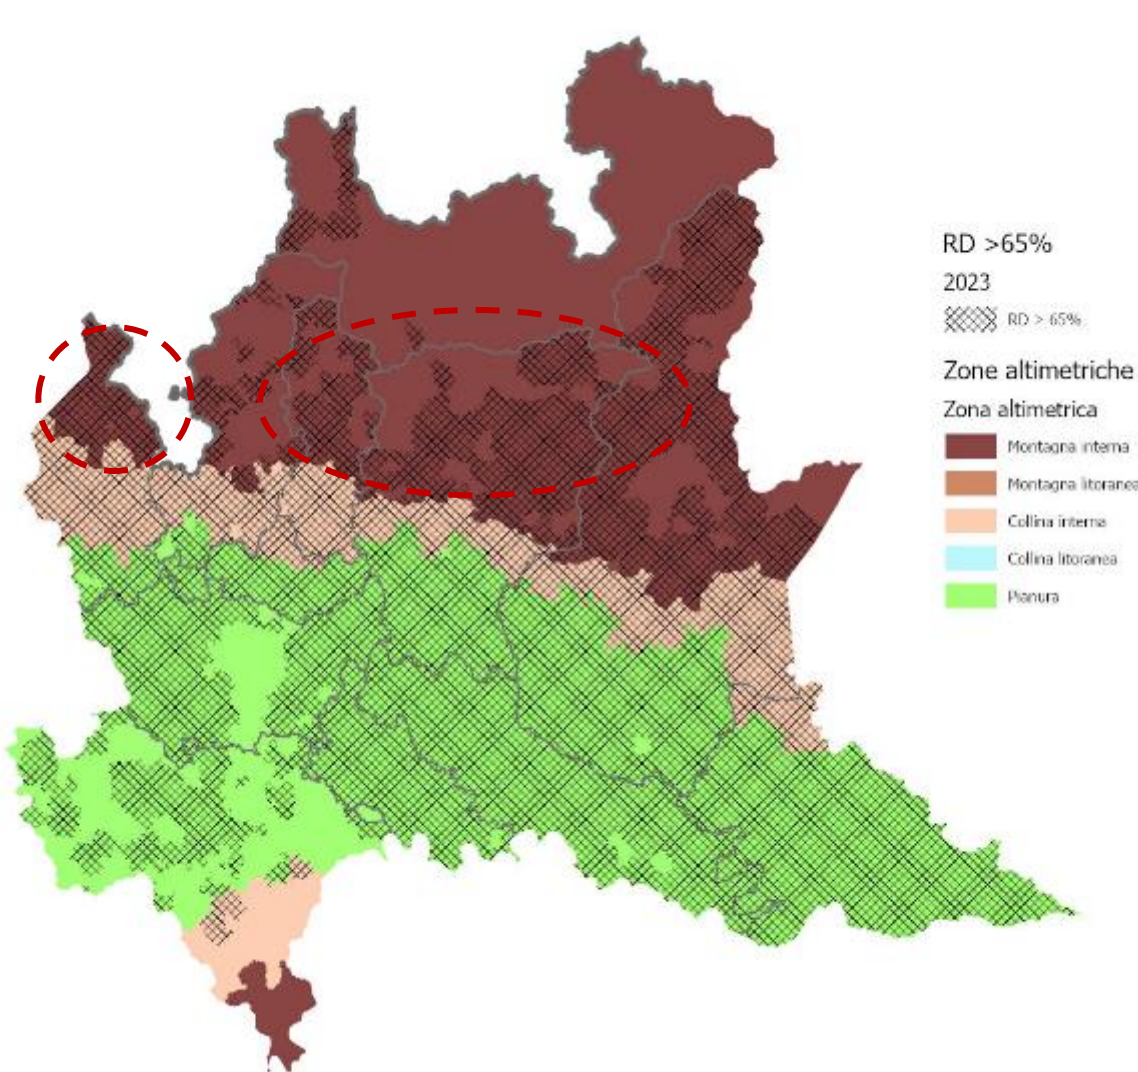 RD >65%
2023
RD > 65%
Zone altimetriche
Zona altimetrica
Montagna interna
Montagna litoranea
Collina interna
Collina litoranea
Pianura